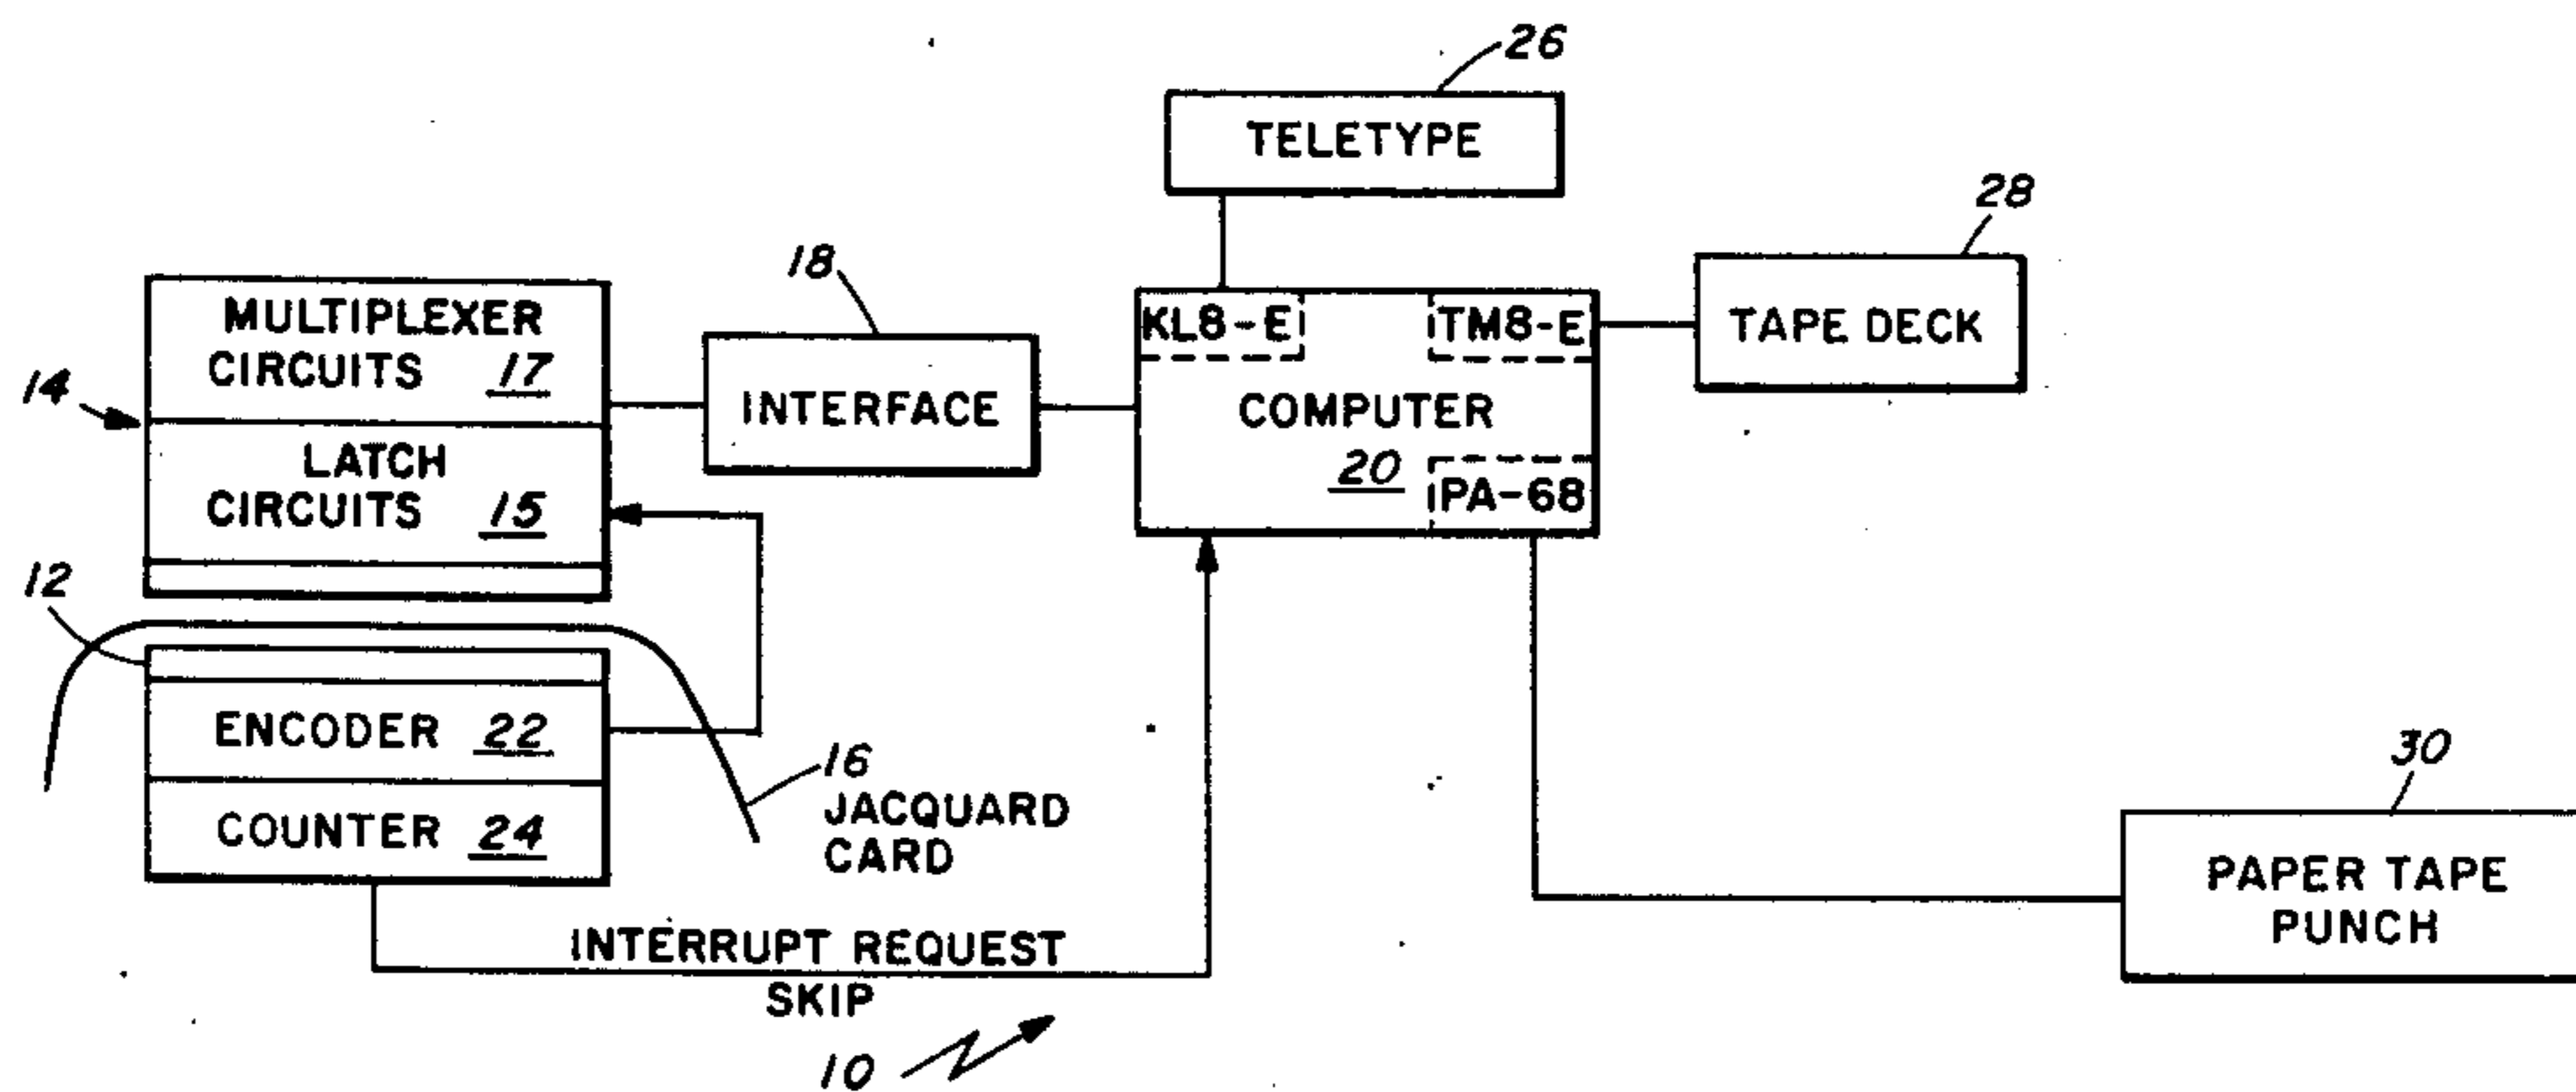 26
TELETYPE
28
TAPE DECK
18
MULTIPLEXER
CIRCUITS 17
14
LATCH
CIRCUITS 15
INTERFACE
KL8-E
TM8-E
COMPUTER
20
PA-68
12
ENCODER 22
COUNTER 24
16
JACQUARD
CARD
30
PAPER TAPE
PUNCH
INTERRUPT REQUEST
SKIP
10